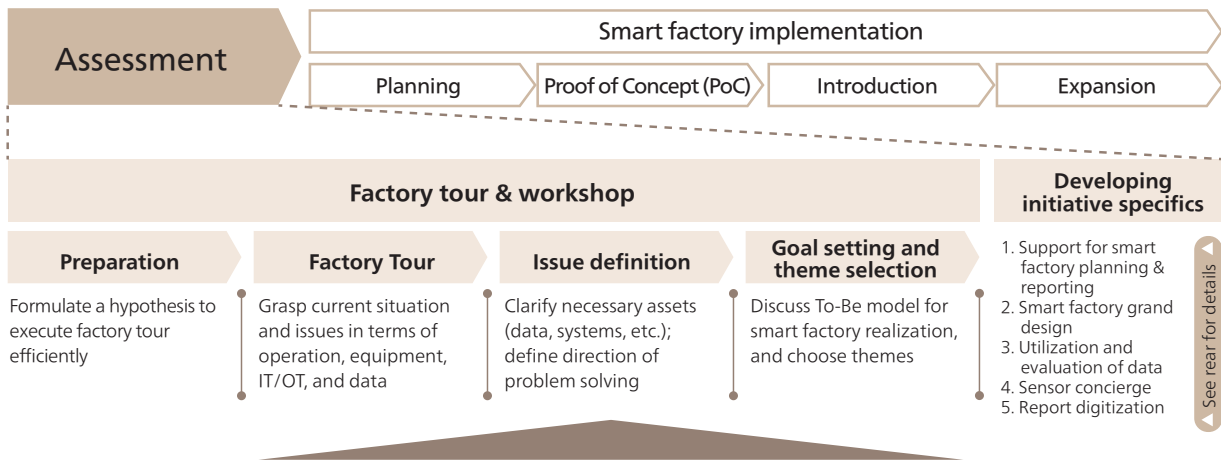 Assessment
Smart factory implementation
Planning
Proof of Concept (PoC)
Introduction
Expansion
Factory tour & workshop
Developing
initiative specifics
Preparation
Formulate a hypothesis to
execute factory tour
efficiently
Factory Tour
Grasp current situation
and issues in terms of
operation, equipment,
IT/OT, and data
Issue definition
Clarify necessary assets
(data, systems, etc.);
define direction of
problem solving
Goal setting and
theme selection
Discuss To-Be model for
smart factory realization,
and choose themes
1. Support for smart
factory planning &
reporting
2. Smart factory grand
design
3. Utilization and
evaluation of data
4. Sensor concierge
5. Report digitization
See rear for details